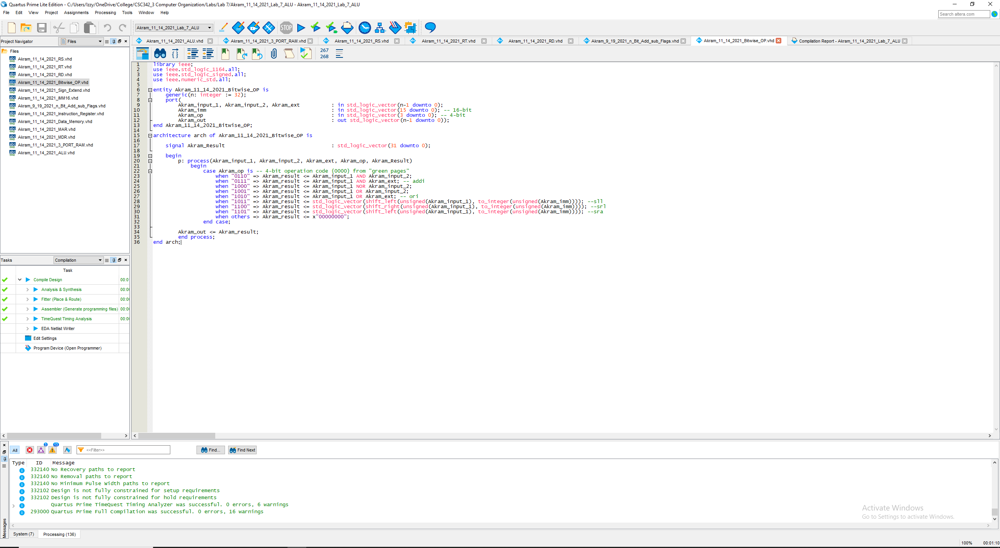 Quartus Prime Lite Edition - C:/Users/Izzy/OneDrive/College/CSC342_3 Computer Organization/Labs/Lab 7/Akram_11_14_2021_Lab_7_ALU - Akram_11_14_2021_Lab_7_ALU
File Edit View Project Assignments Processing Tools Window Help
Search altera.com
Akram_11_14_2021_Lab_7_ALU
STOP
Project Navigator Files
Akram_11_14_2021_ALU.vhd Akram_11_14_2021_3_PORT_RAM.vhd Akram_11_14_2021_RS.vhd Akram_11_14_2021_RT.vhd Akram_11_14_2021_RD.vhd Akram_9_19_2021_n_Bit_Add_sub_Flags.vhd Akram_11_14_2021_Bitwise_OP.vhd Compilation Report - Akram_11_14_2021_Lab_7_ALU
267
268
Files
Akram_11_14_2021_RS.vhd
Akram_11_14_2021_RT.vhd
Akram_11_14_2021_RD.vhd
Akram_11_14_2021_Bitwise_OP.vhd
Akram_11_14_2021_Sign_Extend.vhd
Akram_11_14_2021_IMM16.vhd
Akram_9_19_2021_n_Bit_Add_sub_Flags.vhd
Akram_11_14_2021_Instruction_Register.vhd
Akram_11_14_2021_Data_Memory.vhd
Akram_11_14_2021_MAR.vhd
Akram_11_14_2021_MDR.vhd
Akram_11_14_2021_3_PORT_RAM.vhd
Akram_11_14_2021_ALU.vhd
1 library ieee;
2 use ieee.std_logic_1164.all;
3 use ieee.std_logic_signed.all;
4 use ieee.numeric_std.all;
5
6 entity Akram_11_14_2021_Bitwise_OP is
7 generic(n: integer := 32);
8 port(
9 Akram_input_1, Akram_input_2, Akram_ext : in std_logic_vector(n-1 downto 0);
10 Akram_imm : in std_logic_vector(15 downto 0); -- 16-bit
11 Akram_op : in std_logic_vector(3 downto 0); -- 4-bit
12 Akram_out : out std_logic_vector(n-1 downto 0));
13 end Akram_11_14_2021_Bitwise_OP;
14
15 architecture arch of Akram_11_14_2021_Bitwise_OP is
16
17 signal Akram_Result : std_logic_vector(31 downto 0);
18
19 begin
20 p: process(Akram_input_1, Akram_input_2, Akram_ext, Akram_op, Akram_Result)
21 begin
22 case Akram_op is -- 4-bit operation code {0000} from "green pages"
23 when "0110" => Akram_result <= Akram_input_1 AND Akram_input_2;
24 when "0111" => Akram_result <= Akram_input_1 AND Akram_ext; -- addi
25 when "1000" => Akram_result <= Akram_input_1 NOR Akram_input_2;
26 when "1001" => Akram_result <= Akram_input_1 OR Akram_input_2;
27 when "1010" => Akram_result <= Akram_input_1 OR Akram_ext; -- ori
28 when "1011" => Akram_result <= std_logic_vector(shift_left(unsigned(Akram_input_1), to_integer(unsigned(Akram_imm)))); --sll
29 when "1100" => Akram_result <= std_logic_vector(shift_right(unsigned(Akram_input_1), to_integer(unsigned(Akram_imm)))); --srl
30 when "1101" => Akram_result <= std_logic_vector(shift_left(unsigned(Akram_input_1), to_integer(unsigned(Akram_imm)))); --sra
31 when others => Akram_result <= x"00000000";
32 end case;
33
34 Akram_out <= Akram_result;
35 end process;
36 end arch;
Tasks Compilation
Task
Compile Design 00:0
Analysis & Synthesis 00:0
Fitter (Place & Route) 00:0
Assembler (Generate programming files) 00:0
TimeQuest Timing Analysis 00:0
EDA Netlist Writer
Edit Settings
Program Device (Open Programmer)
All 3 13 <<Filter>> Find... Find Next
Type ID Message
332140 No Recovery paths to report
332140 No Removal paths to report
332140 No Minimum Pulse Width paths to report
332102 Design is not fully constrained for setup requirements
332102 Design is not fully constrained for hold requirements
Quartus Prime TimeQuest Timing Analyzer was successful. 0 errors, 6 warnings
293000 Quartus Prime Full Compilation was successful. 0 errors, 16 warnings
Activate Windows
Go to Settings to activate Windows.
Messages
System (7) Processing (136)
100% 00:01:10